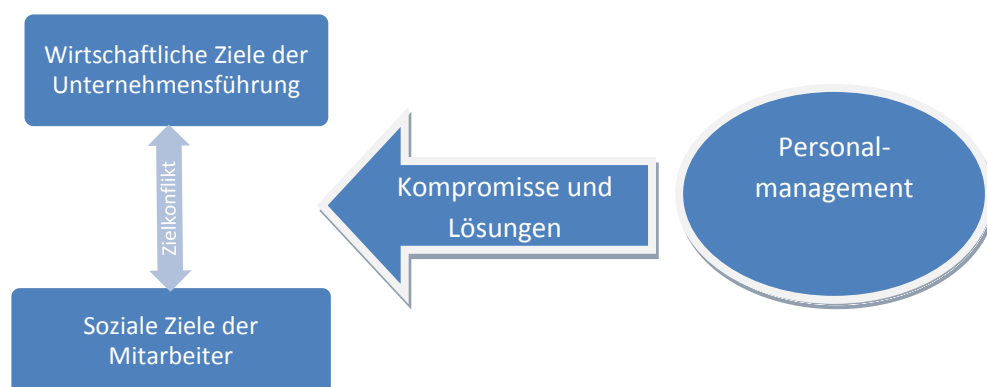 Wirtschaftliche Ziele der
Unternehmensführung
Zielkonflikt
Soziale Ziele der
Mitarbeiter
Kompromisse und
Lösungen
Personal-
management